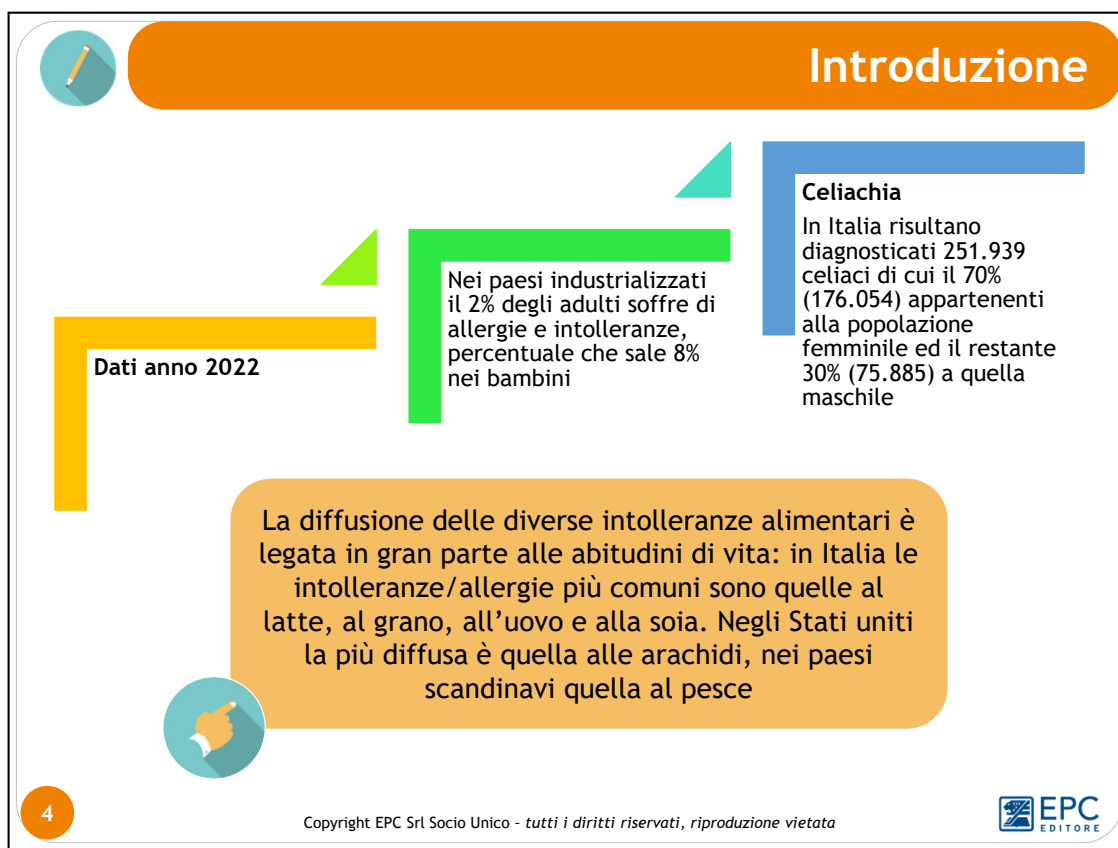 Introduzione
Dati anno 2022
Nei paesi industrializzati
il 2% degli adulti soffre di
allergie e intolleranze,
percentuale che sale 8%
nei bambini
Celiachia
In Italia risultano
diagnosticati 251.939
celiaci di cui il 70%
(176.054) appartenenti
alla popolazione
femminile ed il restante
30% (75.885) a quella
maschile
La diffusione delle diverse intolleranze alimentari è
legata in gran parte alle abitudini di vita: in Italia le
intolleranze/allergie più comuni sono quelle al
latte, al grano, all’uovo e alla soia. Negli Stati uniti
la più diffusa è quella alle arachidi, nei paesi
scandinavi quella al pesce
4
Copyright EPC Srl Socio Unico – tutti i diritti riservati, riproduzione vietata
EPC
EDITORE